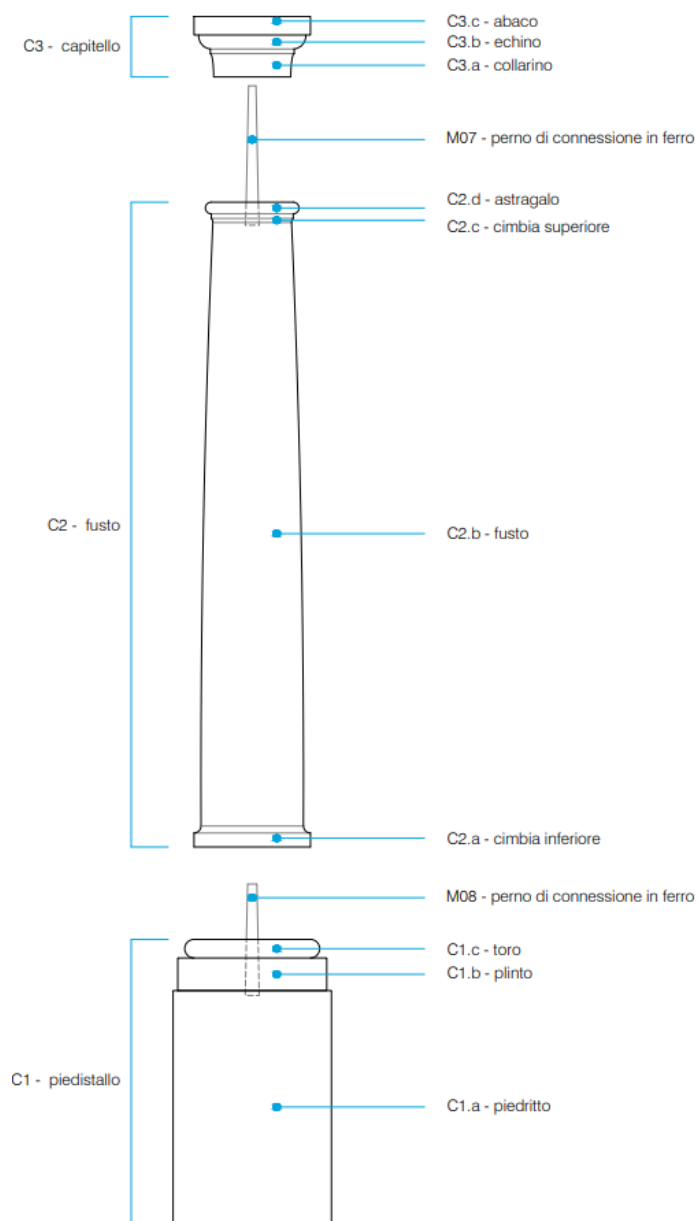 C3.c - abaco
C3 - capitello
C3.b - echino
C3.a - collarino
M07 - perno di connessione in ferro
C2.d - astragalo
C2.c - cimbia superiore
C2 - fusto
C2.b - fusto
C2.a - cimbia inferiore
M08 - perno di connessione in ferro
C1.c - toro
C1.b - plinto
C1 - piedistallo
C1.a - piedritto